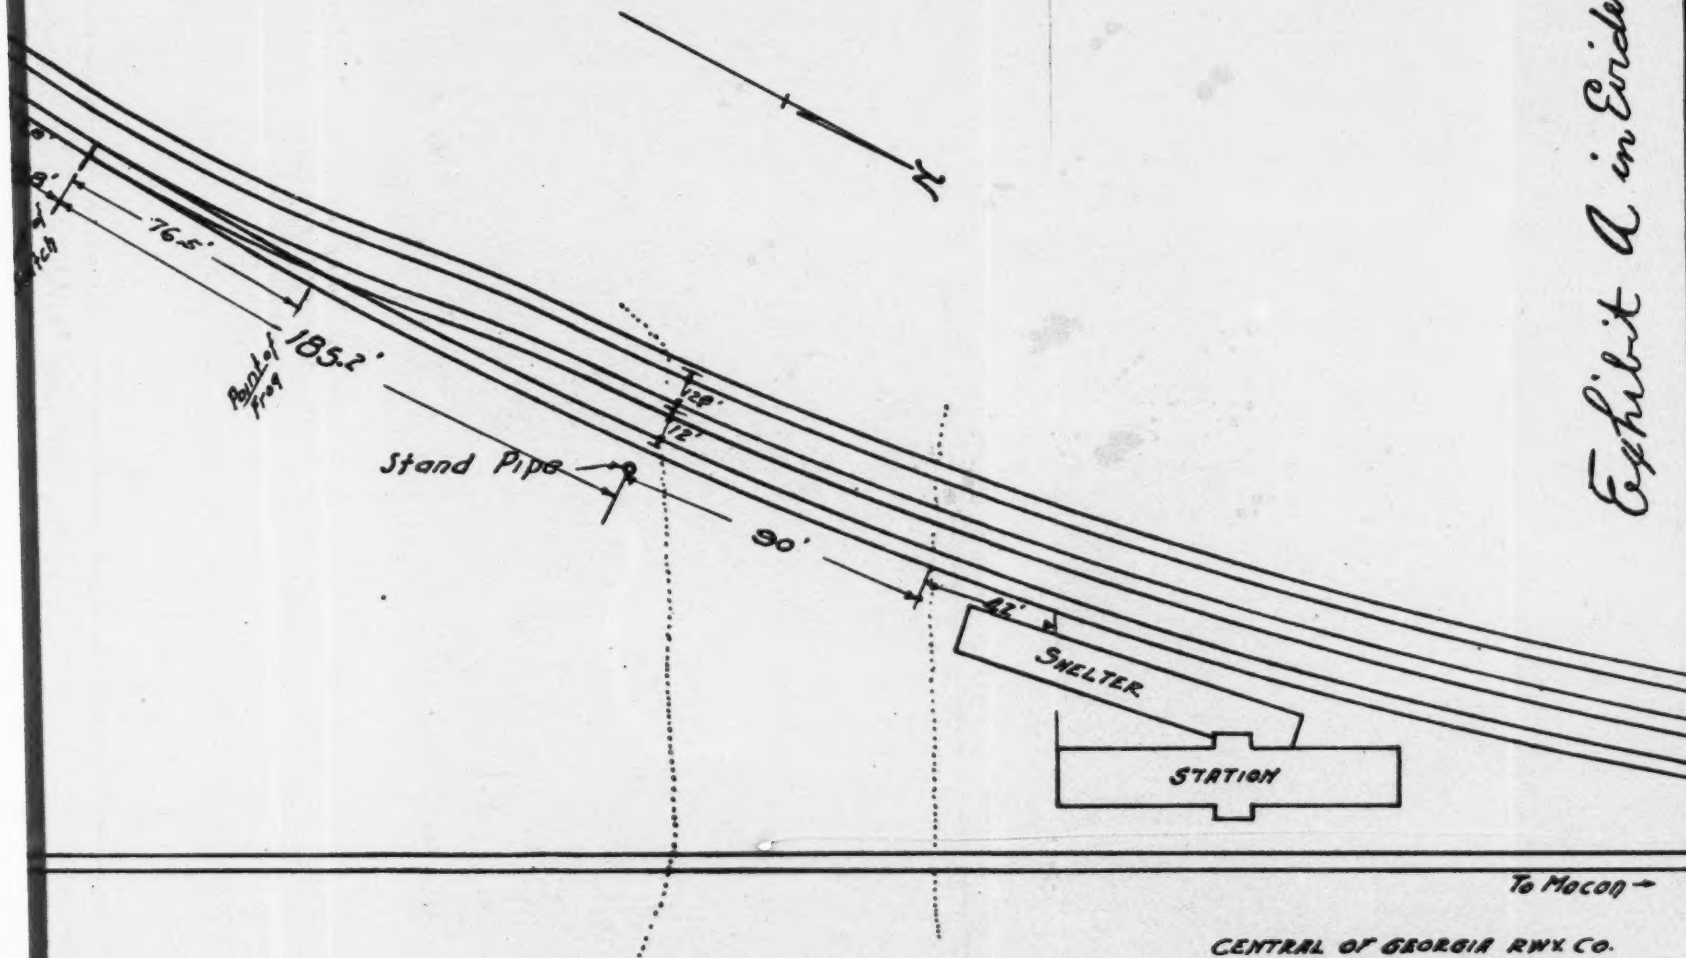 Exhibit A in Evide
N
8'
76.5'
185.2'
Point of
Frog
12'
Stand Pipe
90'
42'
SHELTER
STATION
To Macon
CENTRAL OF GEORGIA RWY. CO.